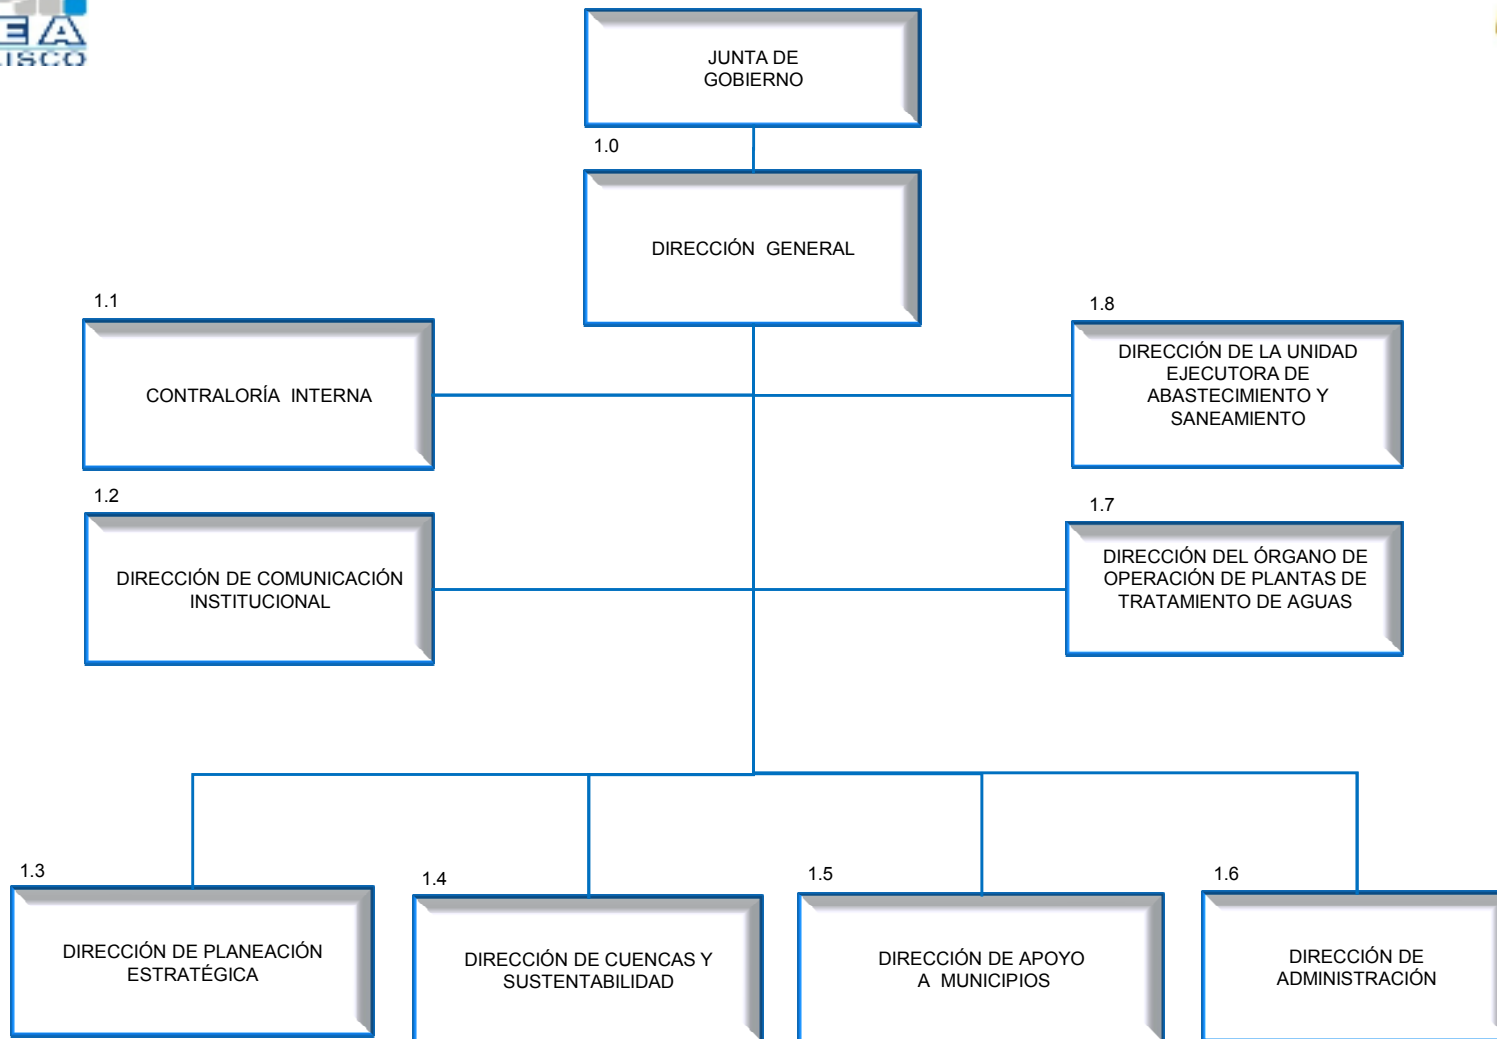 EA
JUNTA DE
GOBIERNO
1.0
DIRECCIÓN GENERAL
1.1
CONTRALORÍA INTERNA
1.8
DIRECCIÓN DE LA UNIDAD
EJECUTORA DE
ABASTECIMIENTO Y
SANEAMIENTO
1.2
DIRECCIÓN DE COMUNICACIÓN
INSTITUCIONAL
1.7
DIRECCIÓN DEL ÓRGANO DE
OPERACIÓN DE PLANTAS DE
TRATAMIENTO DE AGUAS
1.3
DIRECCIÓN DE PLANEACIÓN
ESTRATÉGICA
1.4
DIRECCIÓN DE CUENCAS Y
SUSTENTABILIDAD
1.5
DIRECCIÓN DE APOYO
A MUNICIPIOS
1.6
DIRECCIÓN DE
ADMINISTRACIÓN